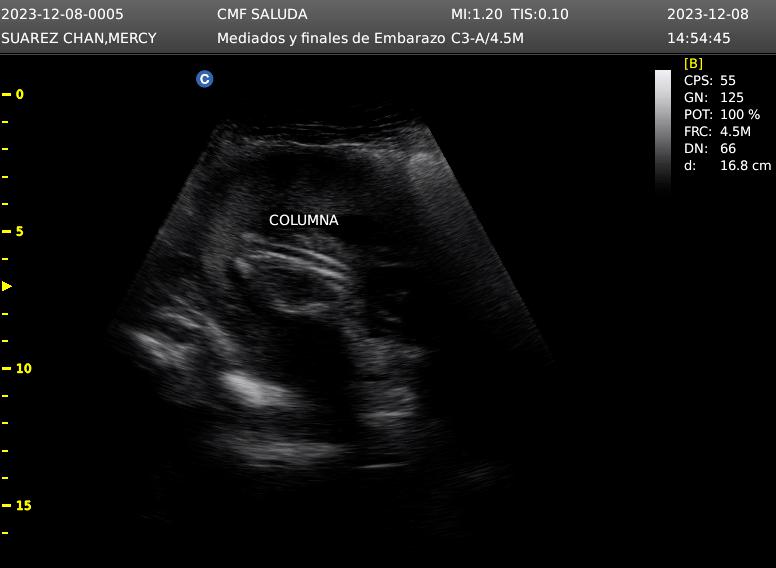 2023-12-08-0005 CMF SALUDA MI:1.20 TIS:0.10 2023-12-08
SUAREZ CHAN,MERCY Mediados y finales de Embarazo C3-A/4.5M 14:54:45
[B]
C
CPS: 55
0
GN: 125
POT: 100 %
FRC: 4.5M
DN: 66
d: 16.8 cm
COLUMNA
5
10
15